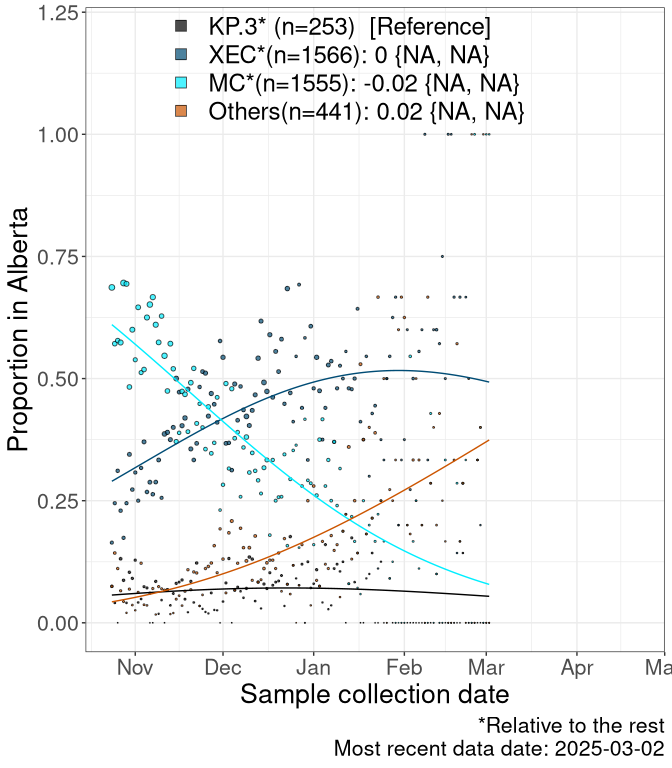 1.25
KP.3* (n=253)  [Reference]
XEC*(n=1566): 0 {NA, NA}
MC*(n=1555): -0.02 {NA, NA}
Others(n=441): 0.02 {NA, NA}
1.00
0.75
Proportion in Alberta
0.50
0.25
0.00
Nov Dec Jan Feb Mar Apr Ma
Sample collection date
*Relative to the rest
Most recent data date: 2025-03-02